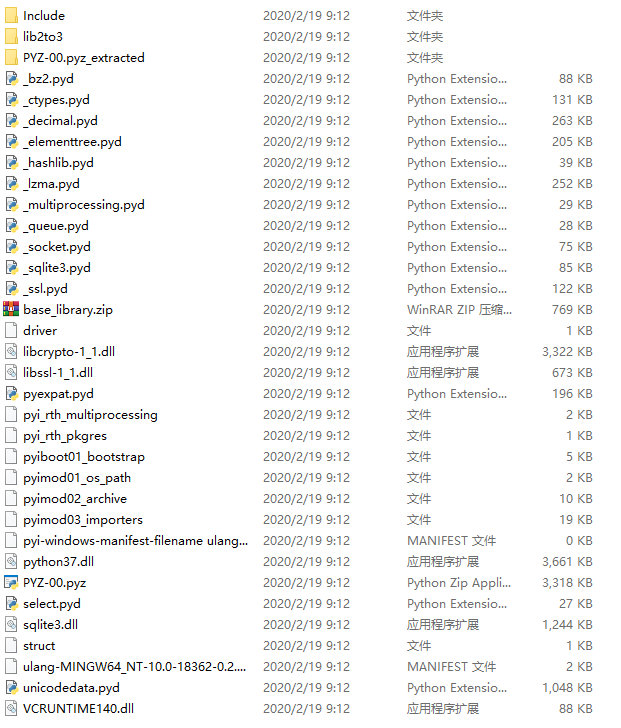 Include 2020/2/19 9:12 文件夹
lib2to3 2020/2/19 9:12 文件夹
PYZ-00.pyz_extracted 2020/2/19 9:12 文件夹
_bz2.pyd 2020/2/19 9:12 Python Extensio... 88 KB
_ctypes.pyd 2020/2/19 9:12 Python Extensio... 131 KB
_decimal.pyd 2020/2/19 9:12 Python Extensio... 263 KB
_elementtree.pyd 2020/2/19 9:12 Python Extensio... 205 KB
_hashlib.pyd 2020/2/19 9:12 Python Extensio... 39 KB
_lzma.pyd 2020/2/19 9:12 Python Extensio... 252 KB
_multiprocessing.pyd 2020/2/19 9:12 Python Extensio... 29 KB
_queue.pyd 2020/2/19 9:12 Python Extensio... 28 KB
_socket.pyd 2020/2/19 9:12 Python Extensio... 75 KB
_sqlite3.pyd 2020/2/19 9:12 Python Extensio... 85 KB
_ssl.pyd 2020/2/19 9:12 Python Extensio... 122 KB
base_library.zip 2020/2/19 9:12 WinRAR ZIP 压缩... 769 KB
driver 2020/2/19 9:12 文件 1 KB
libcrypto-1_1.dll 2020/2/19 9:12 应用程序扩展 3,322 KB
libssl-1_1.dll 2020/2/19 9:12 应用程序扩展 673 KB
pyexpat.pyd 2020/2/19 9:12 Python Extensio... 196 KB
pyi_rth_multiprocessing 2020/2/19 9:12 文件 2 KB
pyi_rth_pkgres 2020/2/19 9:12 文件 1 KB
pyiboot01_bootstrap 2020/2/19 9:12 文件 5 KB
pyimod01_os_path 2020/2/19 9:12 文件 2 KB
pyimod02_archive 2020/2/19 9:12 文件 10 KB
pyimod03_importers 2020/2/19 9:12 文件 19 KB
pyi-windows-manifest-filename ulang... 2020/2/19 9:12 MANIFEST 文件 0 KB
python37.dll 2020/2/19 9:12 应用程序扩展 3,661 KB
PYZ-00.pyz 2020/2/19 9:12 Python Zip Appli... 3,318 KB
select.pyd 2020/2/19 9:12 Python Extensio... 27 KB
sqlite3.dll 2020/2/19 9:12 应用程序扩展 1,244 KB
struct 2020/2/19 9:12 文件 1 KB
ulang-MINGW64_NT-10.0-18362-0.2.... 2020/2/19 9:12 MANIFEST 文件 2 KB
unicodedata.pyd 2020/2/19 9:12 Python Extensio... 1,048 KB
VCRUNTIME140.dll 2020/2/19 9:12 应用程序扩展 88 KB